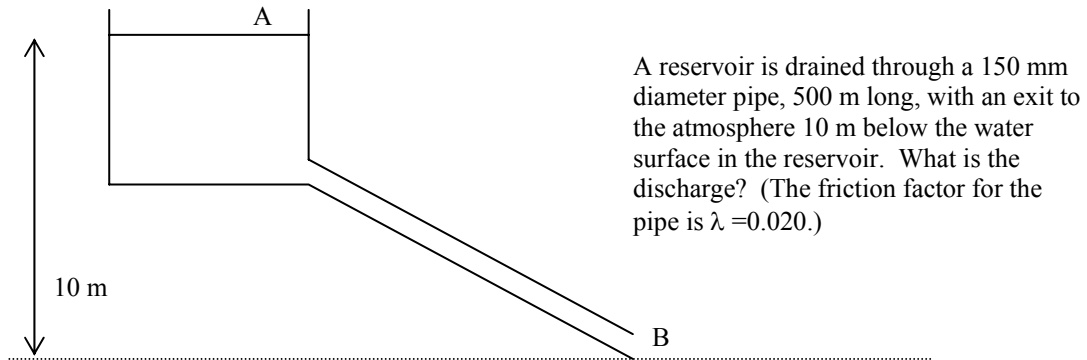 A
A reservoir is drained through a 150 mm
diameter pipe, 500 m long, with an exit to
the atmosphere 10 m below the water
surface in the reservoir. What is the
discharge? (The friction factor for the
pipe is λ =0.020.)
10 m
B